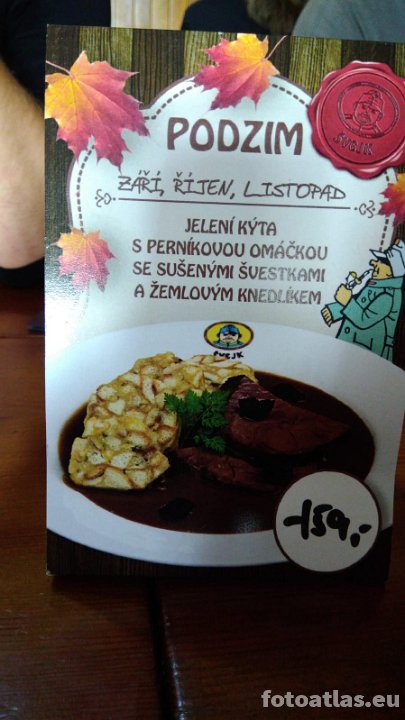 PODZIM
ŠVEJK
ZÁŘÍ, ŘÍJEN, LISTOPAD
JELENÍ KÝTA
S PERNÍKOVOU OMÁČKOU
SE SUŠENÝMI ŠVESTKAMI
A ŽEMLOVÝM KNEDLÍKEM
ŠVEJK
159,-
fotoatlas.eu